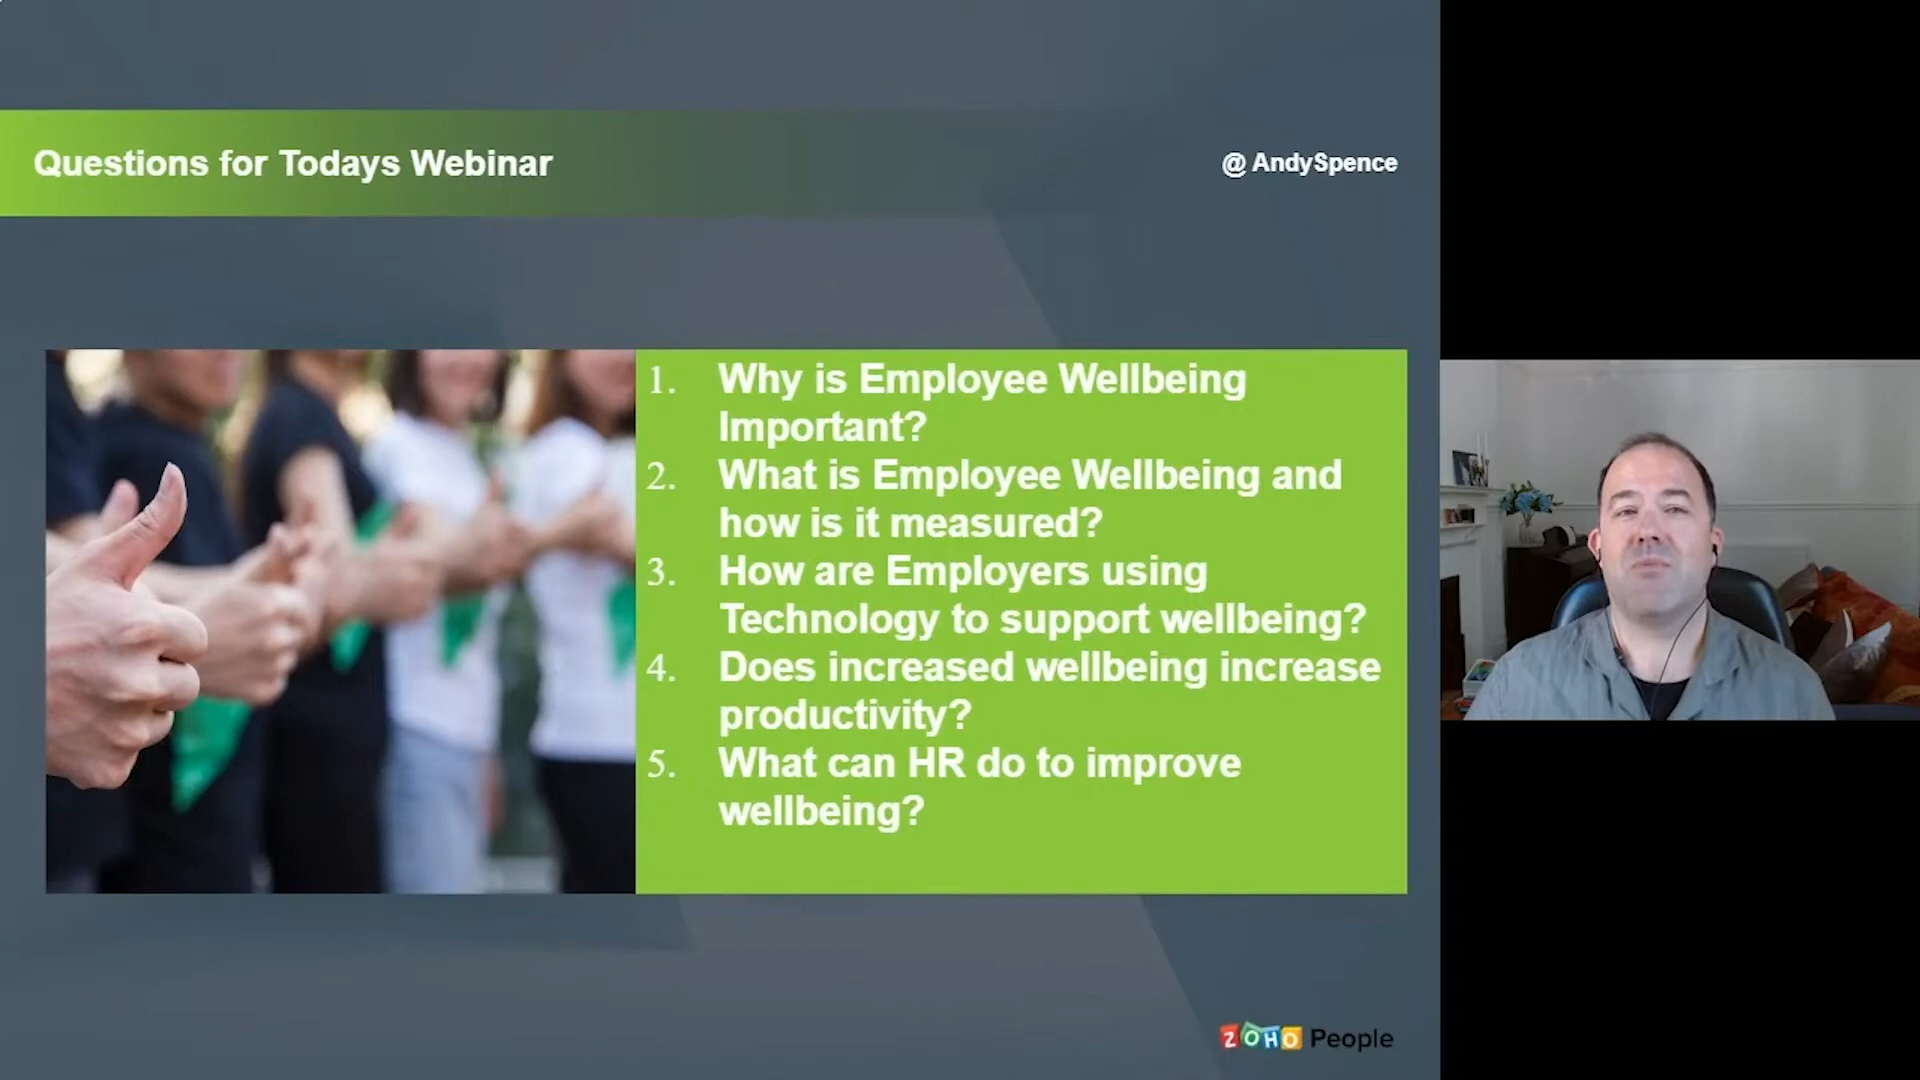 Questions for Todays Webinar
@ AndySpence
1. Why is Employee Wellbeing
Important?
2. What is Employee Wellbeing and
how is it measured?
3. How are Employers using
Technology to support wellbeing?
4. Does increased wellbeing increase
productivity?
5. What can HR do to improve
wellbeing?
ZOHO People